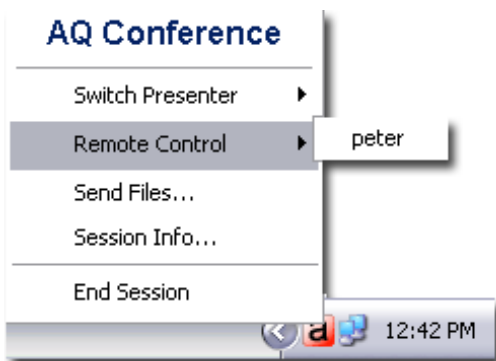 AQ Conference
Switch Presenter
Remote Control
peter
Send Files...
Session Info...
End Session
a
12:42 PM